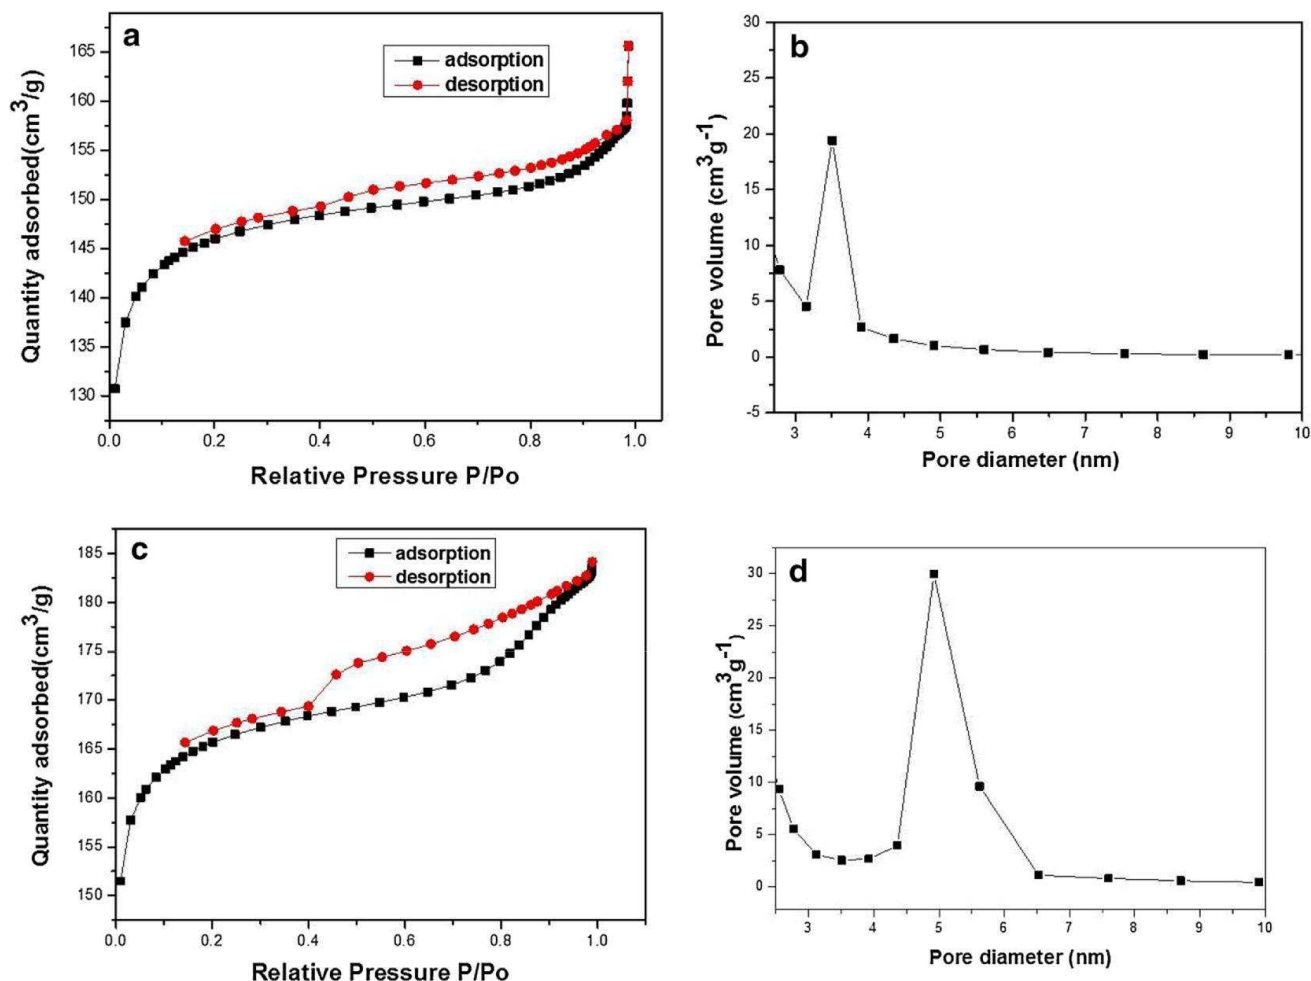 a
adsorption
desorption
Quantity adsorbed(cm³/g)
165
160
155
150
145
140
135
130
0.0 0.2 0.4 0.6 0.8 1.0
Relative Pressure P/Po
b
Pore volume (cm³g⁻¹)
30
25
20
15
10
5
0
-5
3 4 5 6 7 8 9 10
Pore diameter (nm)
c
adsorption
desorption
Quantity adsorbed(cm³/g)
185
180
175
170
165
160
155
150
0.0 0.2 0.4 0.6 0.8 1.0
Relative Pressure P/Po
d
Pore volume (cm³g⁻¹)
30
25
20
15
10
5
0
3 4 5 6 7 8 9 10
Pore diameter (nm)